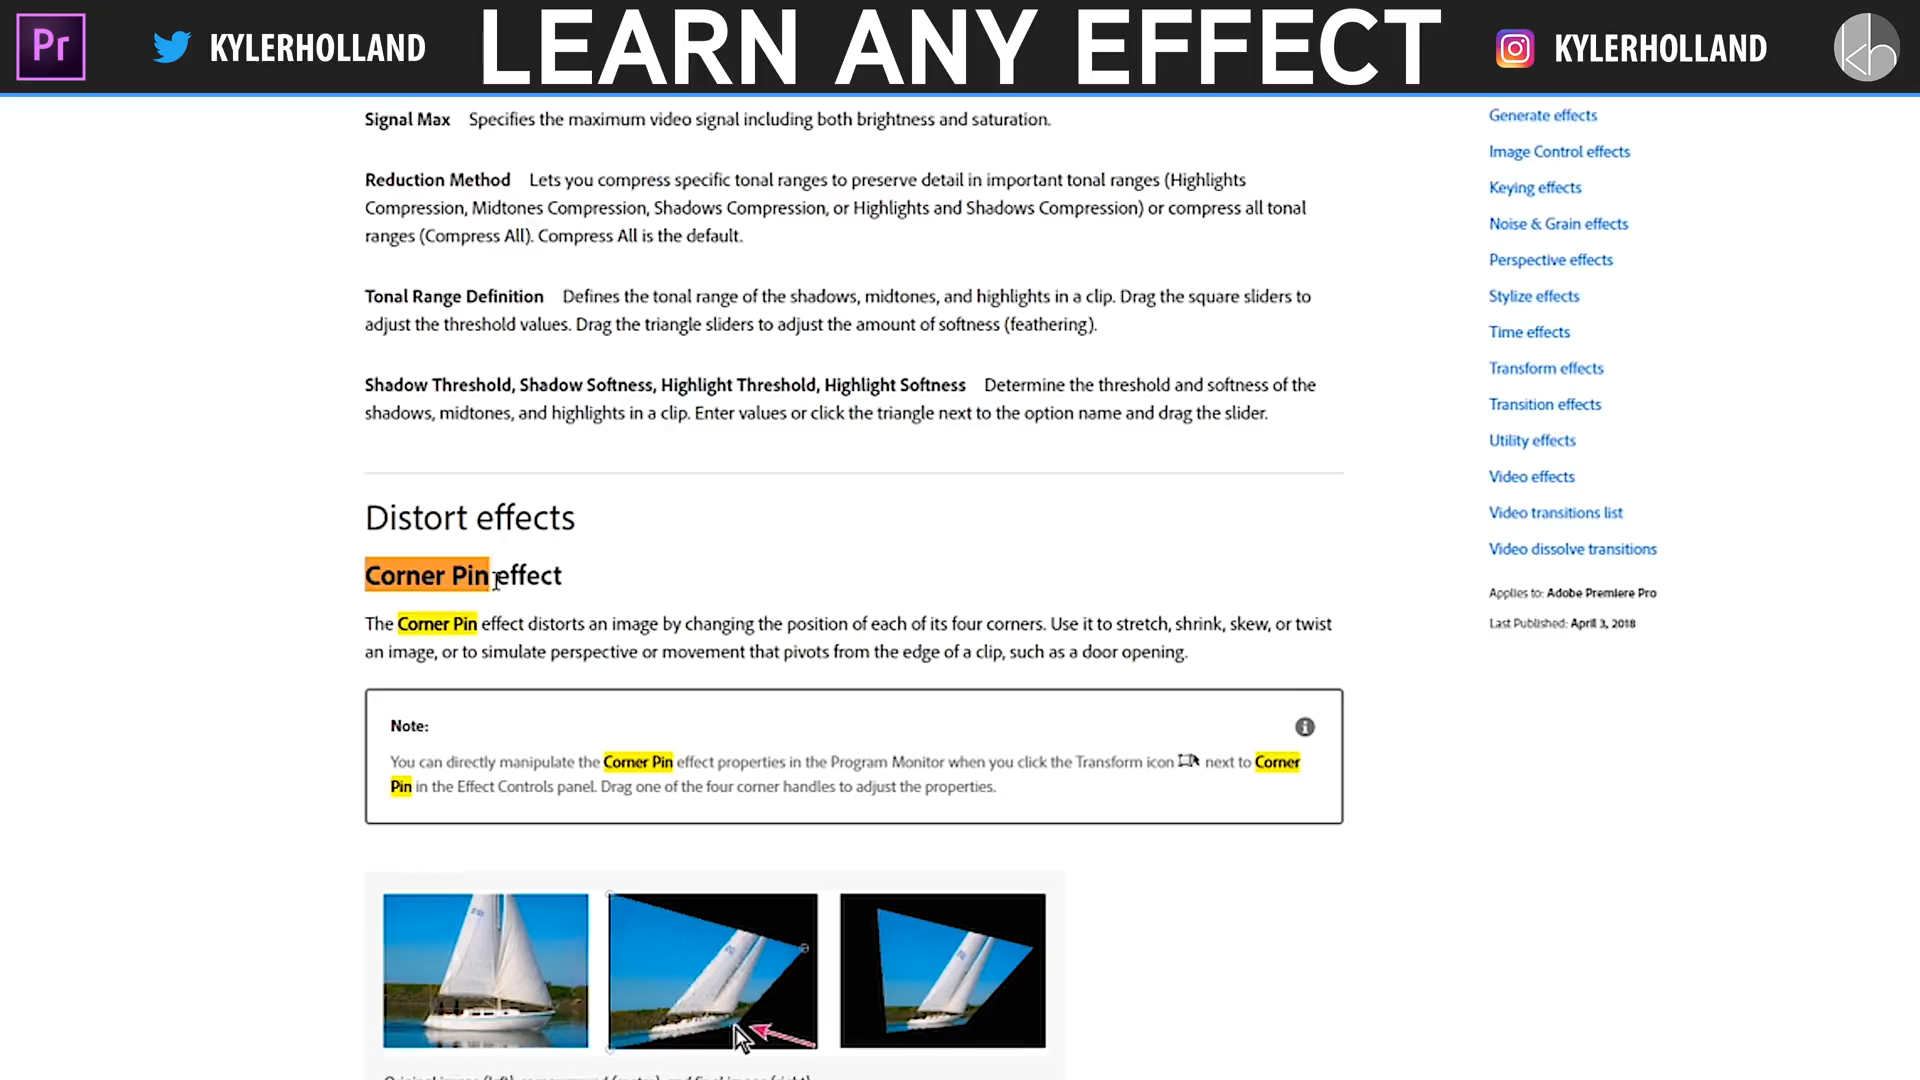 Pr
KYLERHOLLAND
LEARN ANY EFFECT
KYLERHOLLAND
kh
Signal Max Specifies the maximum video signal including both brightness and saturation.
Reduction Method Lets you compress specific tonal ranges to preserve detail in important tonal ranges (Highlights
Compression, Midtones Compression, Shadows Compression, or Highlights and Shadows Compression) or compress all tonal
ranges (Compress All). Compress All is the default.
Tonal Range Definition Defines the tonal range of the shadows, midtones, and highlights in a clip. Drag the square sliders to
adjust the threshold values. Drag the triangle sliders to adjust the amount of softness (feathering).
Shadow Threshold, Shadow Softness, Highlight Threshold, Highlight Softness Determine the threshold and softness of the
shadows, midtones, and highlights in a clip. Enter values or click the triangle next to the option name and drag the slider.
Distort effects
Corner Pin effect
The Corner Pin effect distorts an image by changing the position of each of its four corners. Use it to stretch, shrink, skew, or twist
an image, or to simulate perspective or movement that pivots from the edge of a clip, such as a door opening.
Note:
You can directly manipulate the Corner Pin effect properties in the Program Monitor when you click the Transform icon next to Corner
Pin in the Effect Controls panel. Drag one of the four corner handles to adjust the properties.
Original image (left), corner moved (center), and final image (right)
Generate effects
Image Control effects
Keying effects
Noise & Grain effects
Perspective effects
Stylize effects
Time effects
Transform effects
Transition effects
Utility effects
Video effects
Video transitions list
Video dissolve transitions
Applies to: Adobe Premiere Pro
Last Published: April 3, 2018